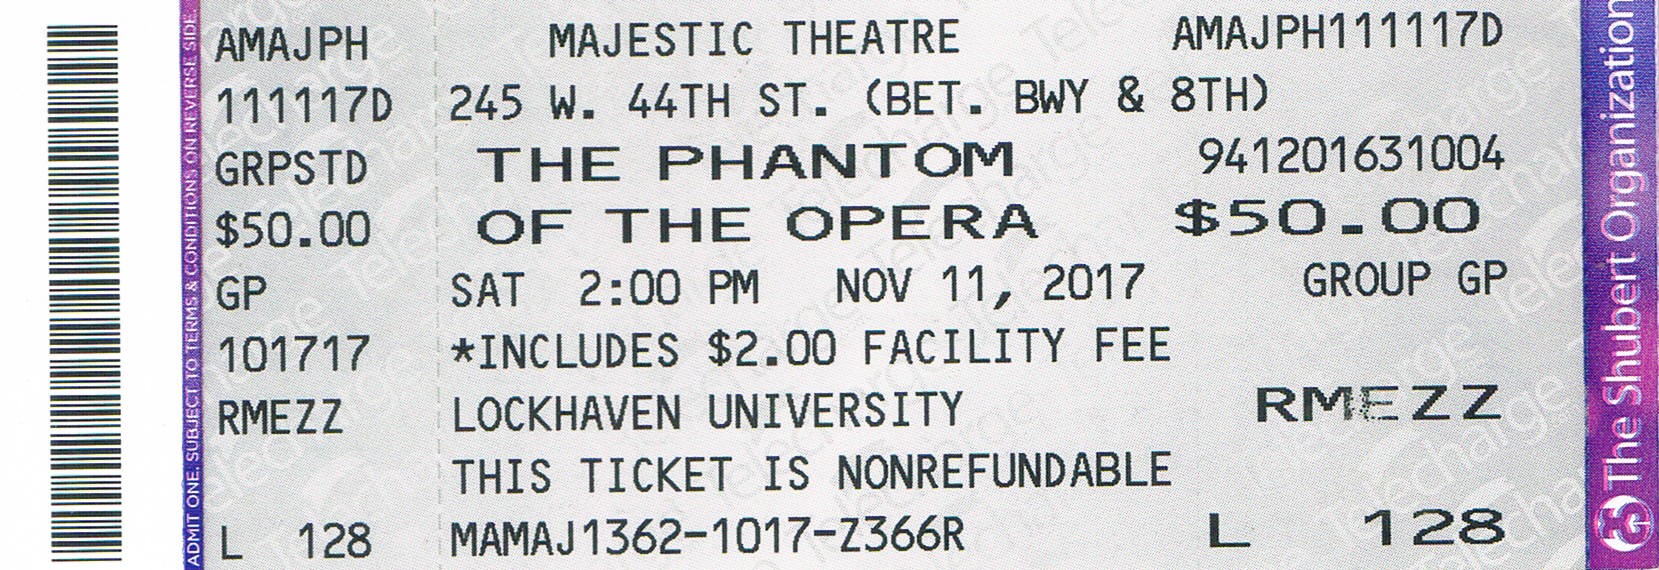 ADMIT ONE. SUBJECT TO TERMS & CONDITIONS ON REVERSE SIDE.
AMAJPH
111117D
GRPSTD
$50.00
GP
101717
RMEZZ
L 128
MAJESTIC THEATRE
245 W. 44TH ST. (BET. BWY & 8TH)
THE PHANTOM
OF THE OPERA
SAT 2:00 PM NOV 11, 2017
*INCLUDES $2.00 FACILITY FEE
LOCKHAVEN UNIVERSITY
THIS TICKET IS NONREFUNDABLE
MAMAJ1362-1017-Z366R
AMAJPH111117D
941201631004
$50.00
GROUP GP
RMEZZ
L 128
The Shubert Organization
Telecharge